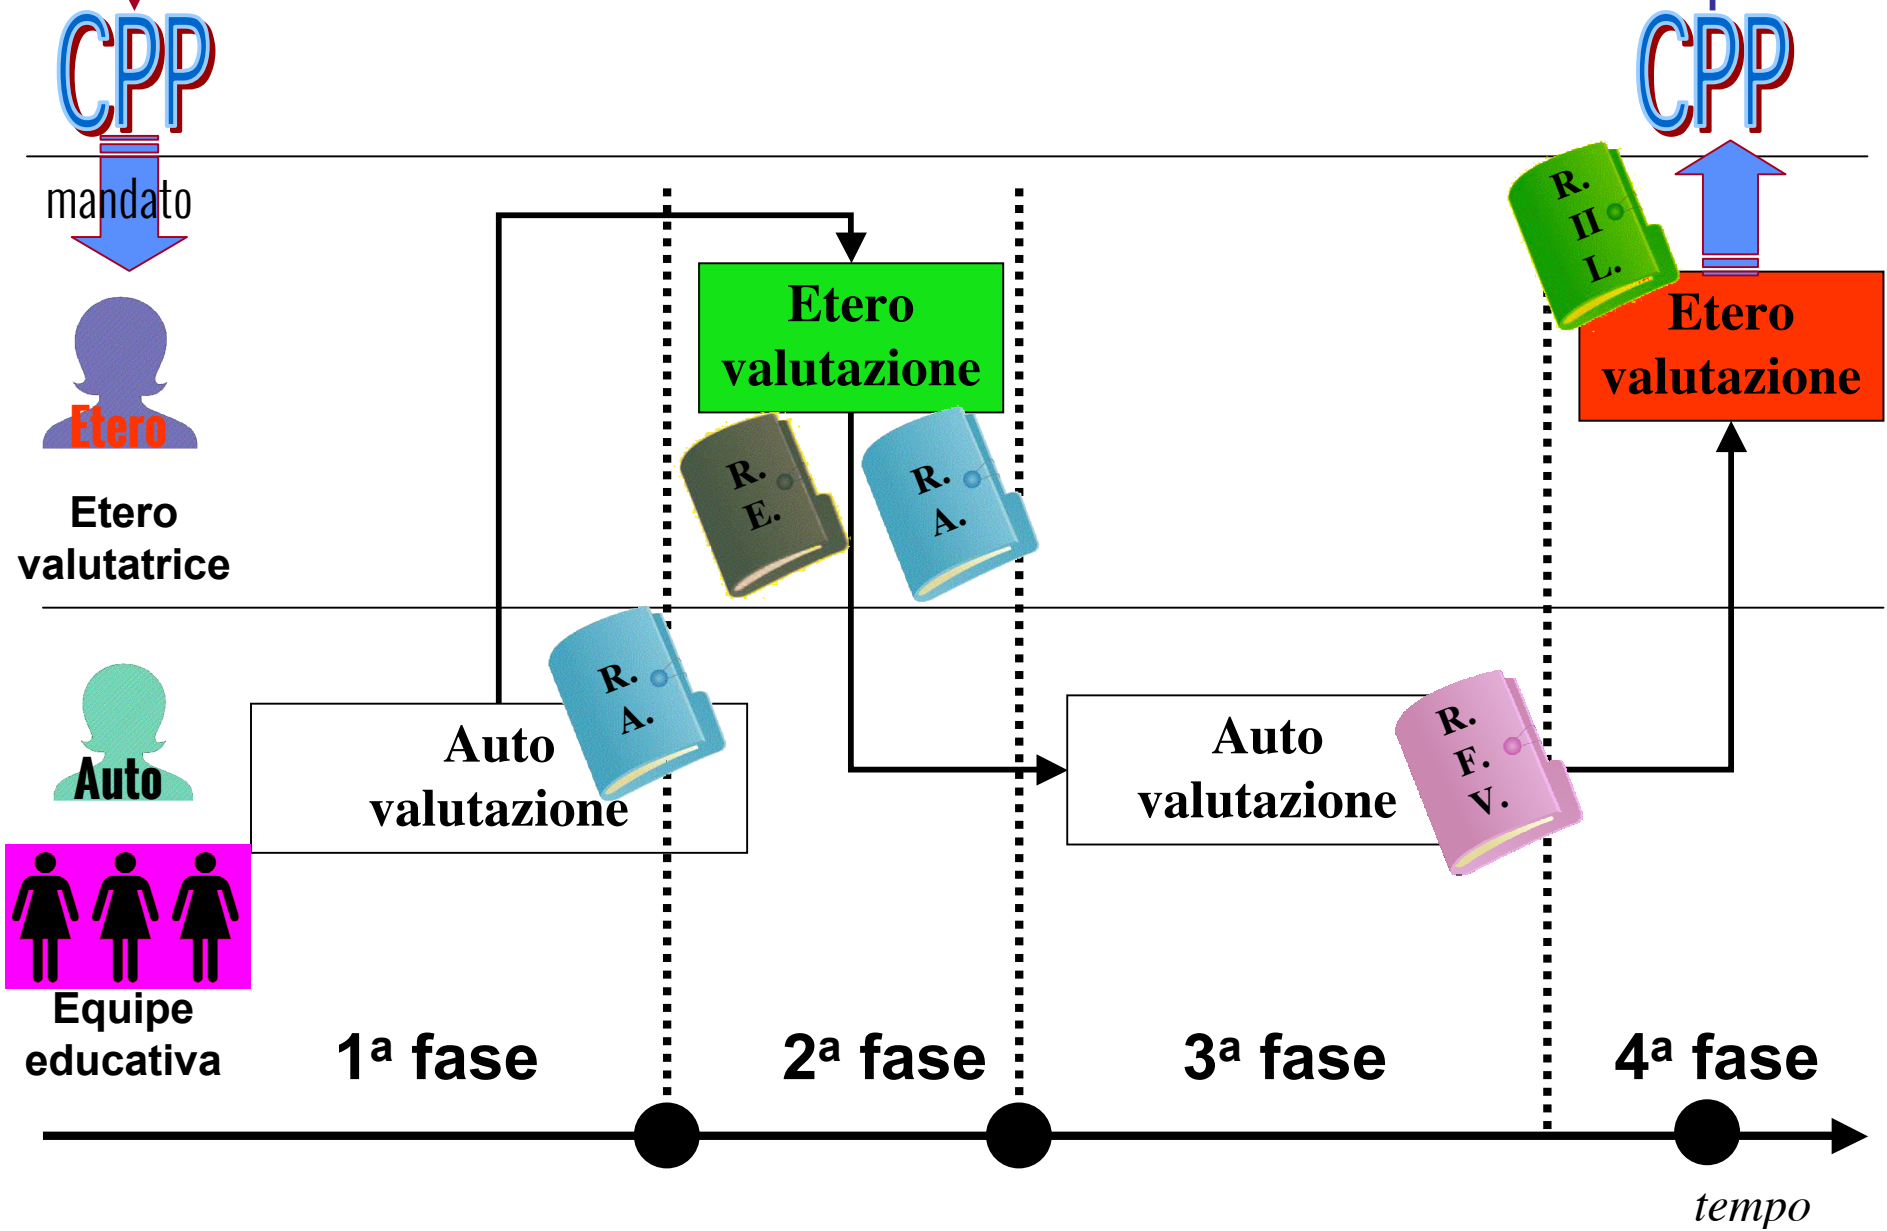 CPP
CPP
mandato
R.
II
L.
Etero
valutazione
Etero
valutazione
Etero
R.
E.
R.
A.
Etero
valutatrice
R.
A.
Auto
valutazione
Auto
valutazione
R.
F.
V.
Auto
Equipe
educativa
1ª fase
2ª fase
3ª fase
4ª fase
tempo